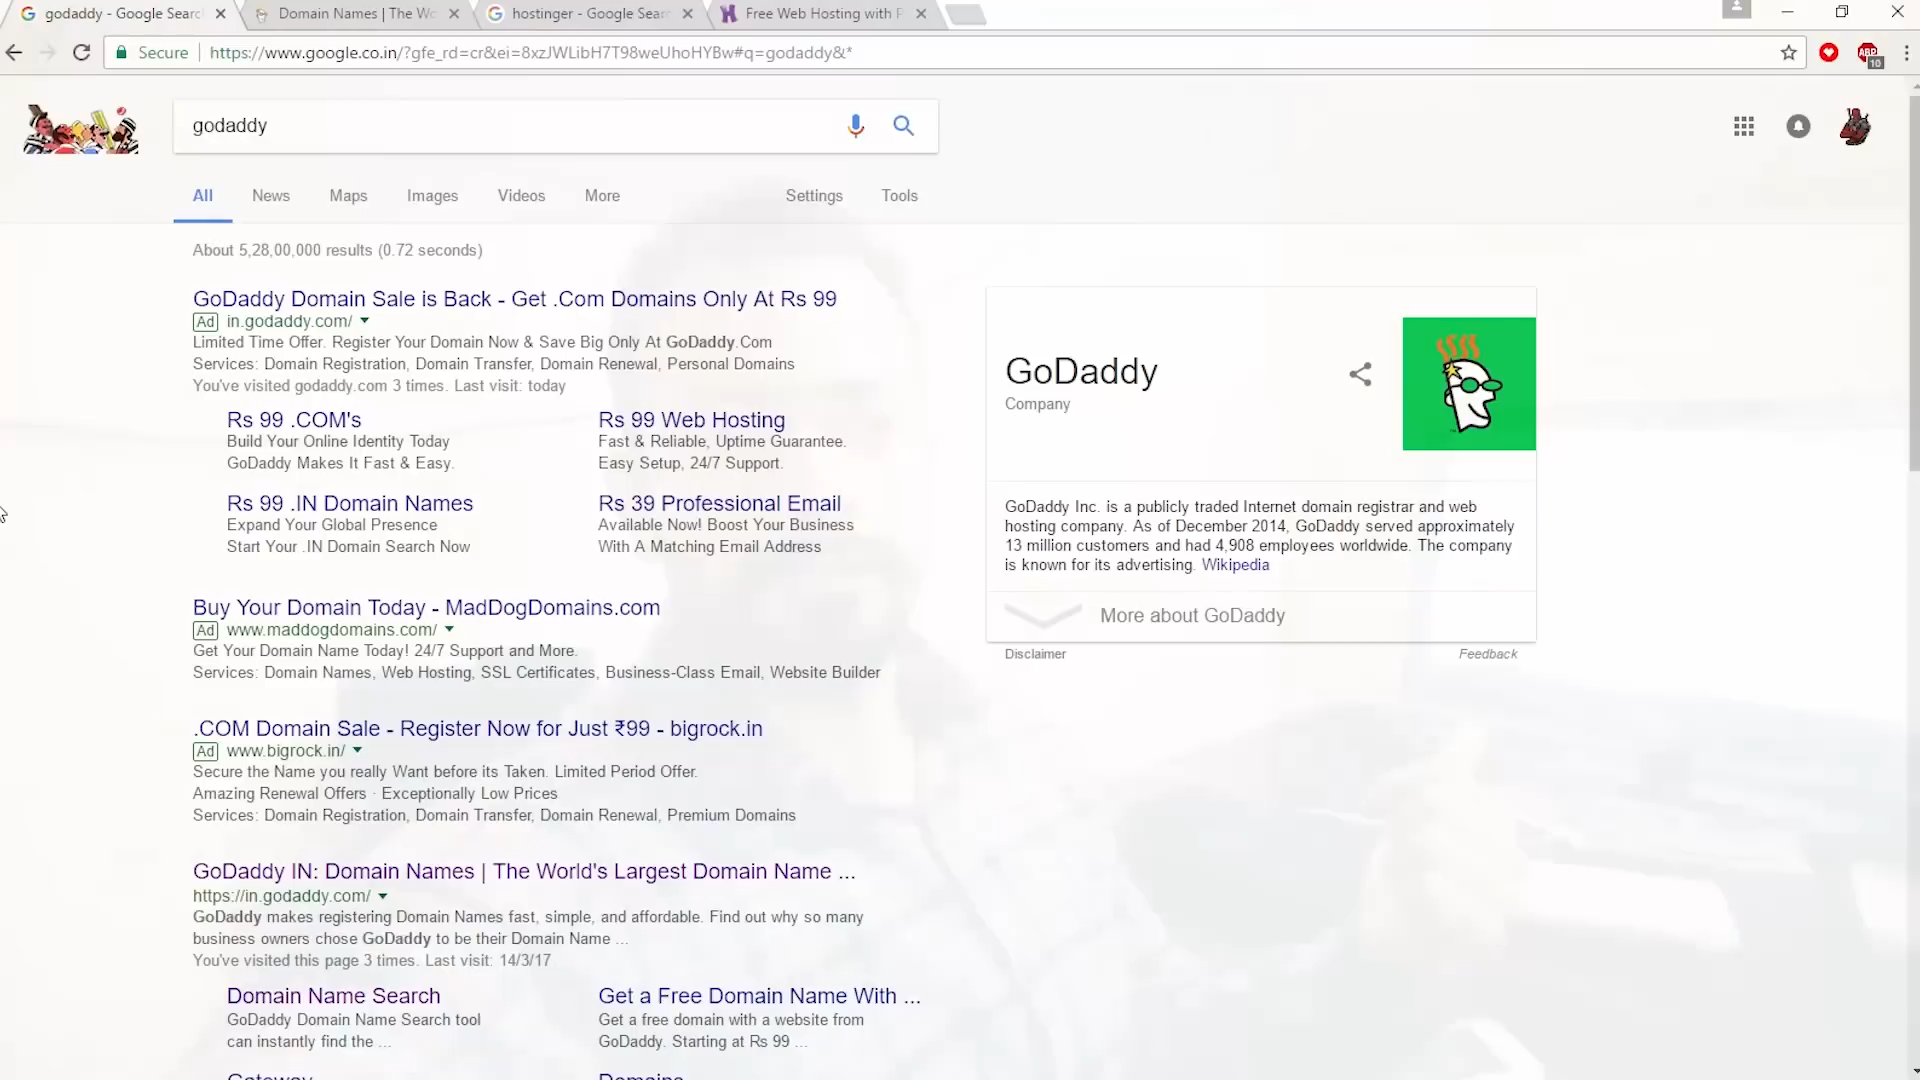 godaddy - Google Searc
Domain Names | The Wo
hostinger - Google Sear
Free Web Hosting with P
Secure
https://www.google.co.in/?gfe_rd=cr&ei=8xzJWLibH7T98weUhoHYBw#q=godaddy&*
ABP
10
godaddy
All
News
Maps
Images
Videos
More
Settings
Tools
About 5,28,00,000 results (0.72 seconds)
GoDaddy Domain Sale is Back - Get .Com Domains Only At Rs 99
Ad in.godaddy.com/
Limited Time Offer. Register Your Domain Now & Save Big Only At GoDaddy.Com
Services: Domain Registration, Domain Transfer, Domain Renewal, Personal Domains
You've visited godaddy.com 3 times. Last visit: today
Rs 99 .COM's
Build Your Online Identity Today
GoDaddy Makes It Fast & Easy.
Rs 99 Web Hosting
Fast & Reliable, Uptime Guarantee.
Easy Setup, 24/7 Support.
Rs 99 .IN Domain Names
Expand Your Global Presence
Start Your .IN Domain Search Now
Rs 39 Professional Email
Available Now! Boost Your Business
With A Matching Email Address
Buy Your Domain Today - MadDogDomains.com
Ad www.maddogdomains.com/
Get Your Domain Name Today! 24/7 Support and More.
Services: Domain Names, Web Hosting, SSL Certificates, Business-Class Email, Website Builder
.COM Domain Sale - Register Now for Just ₹99 - bigrock.in
Ad www.bigrock.in/
Secure the Name you really Want before its Taken. Limited Period Offer.
Amazing Renewal Offers · Exceptionally Low Prices
Services: Domain Registration, Domain Transfer, Domain Renewal, Premium Domains
GoDaddy IN: Domain Names | The World's Largest Domain Name ...
https://in.godaddy.com/
GoDaddy makes registering Domain Names fast, simple, and affordable. Find out why so many
business owners chose GoDaddy to be their Domain Name ...
You've visited this page 3 times. Last visit: 14/3/17
Domain Name Search
GoDaddy Domain Name Search tool
can instantly find the ...
Get a Free Domain Name With ...
Get a free domain with a website from
GoDaddy. Starting at Rs 99 ...
Gateway
Domains
GoDaddy
Company
GoDaddy Inc. is a publicly traded Internet domain registrar and web
hosting company. As of December 2014, GoDaddy served approximately
13 million customers and had 4,908 employees worldwide. The company
is known for its advertising. Wikipedia
More about GoDaddy
Disclaimer
Feedback